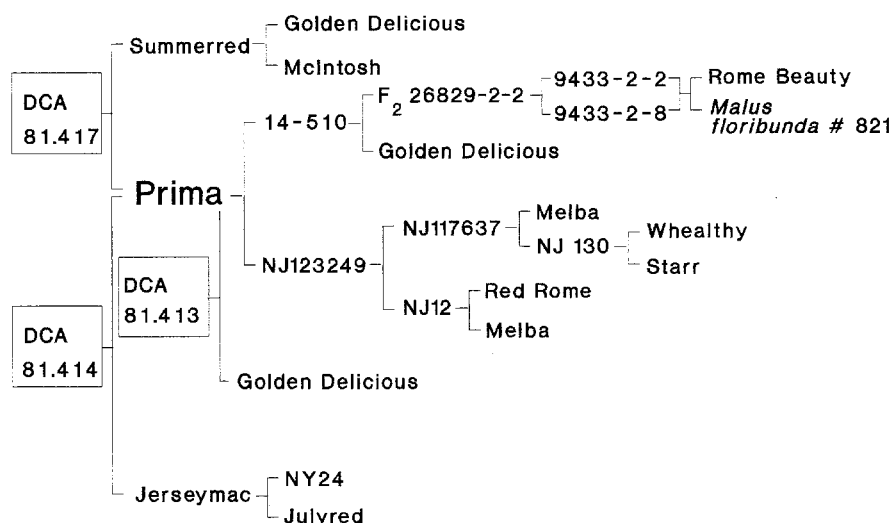 Golden Delicious
Summerred
McIntosh
DCA
81.417
F2 26829-2-2
9433-2-2
9433-2-8
Rome Beauty
Malus
floribunda # 821
14-510
Golden Delicious
Prima
NJ117637
Melba
NJ 130
Whealthy
Starr
NJ123249
DCA
81.413
NJ12
Red Rome
Melba
DCA
81.414
Golden Delicious
Jerseymac
NY24
Julyred